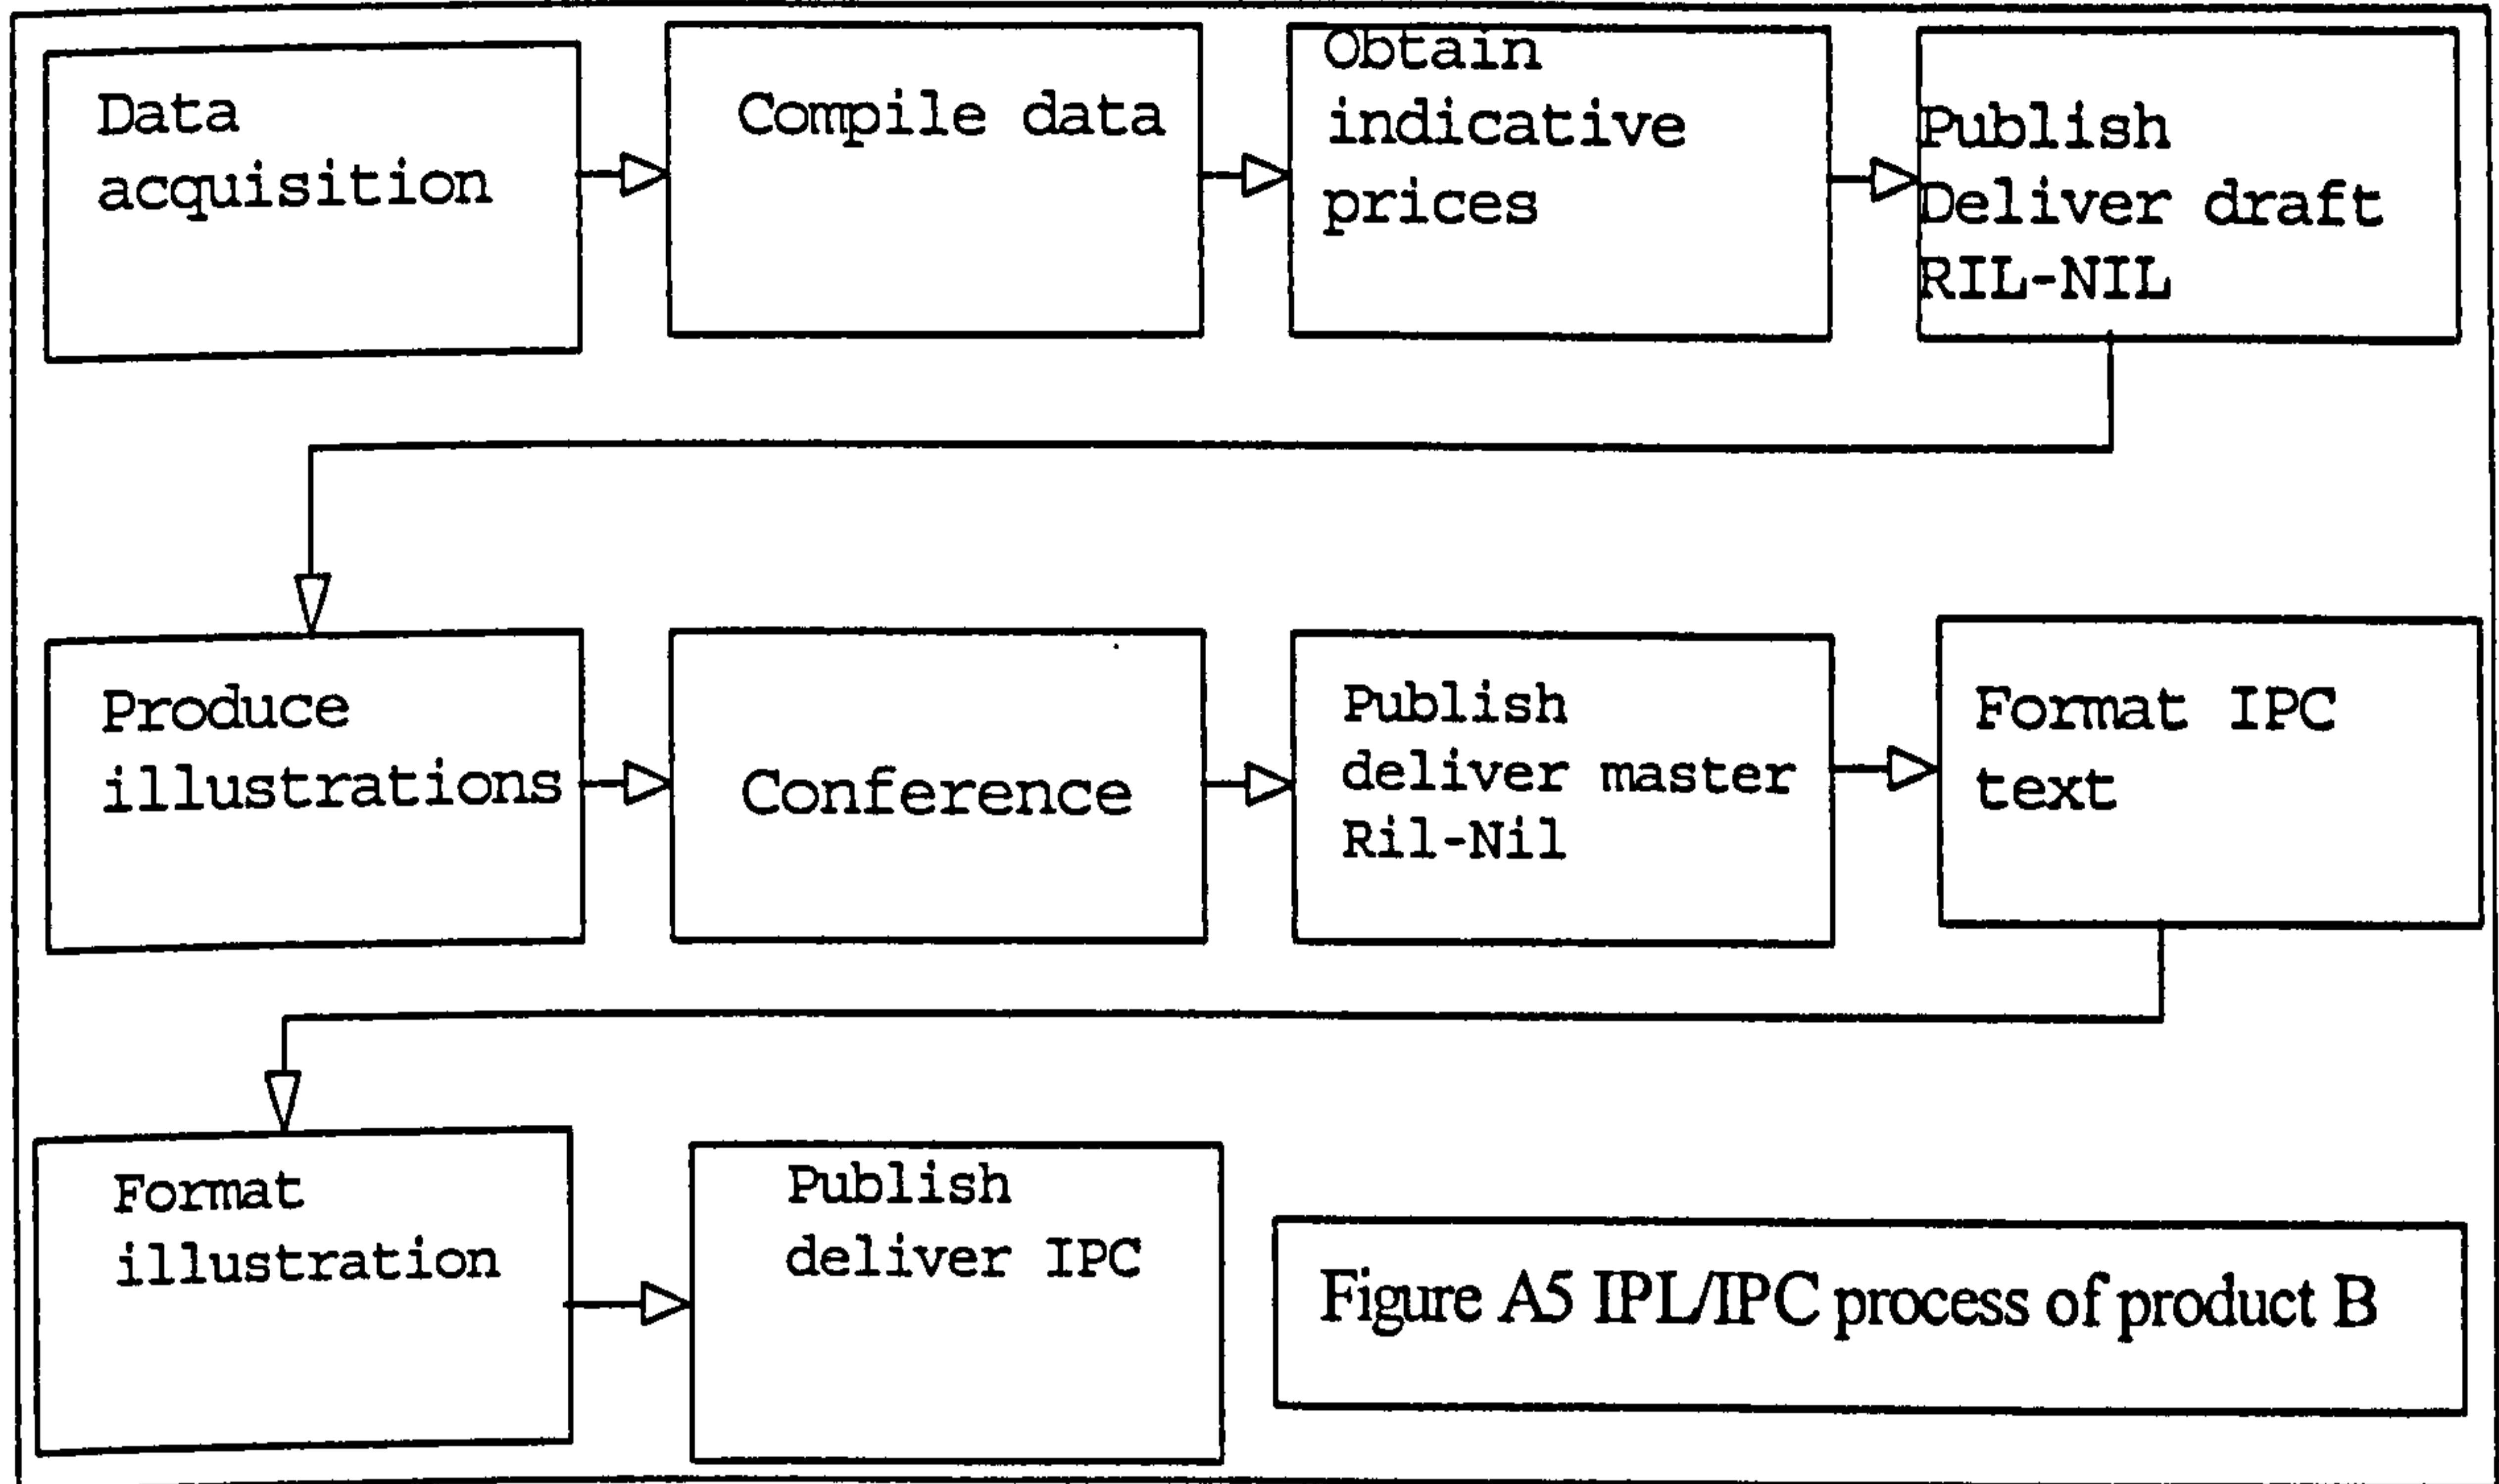 Data
acquisition
Compile data
Obtain
indicative
prices
Publish
Deliver draft
RIL-NIL
Produce
illustrations
Conference
Publish
deliver master
Ril-Nil
Format IPC
text
Format
illustration
Publish
deliver IPC
Figure A5 IPL/IPC process of product B